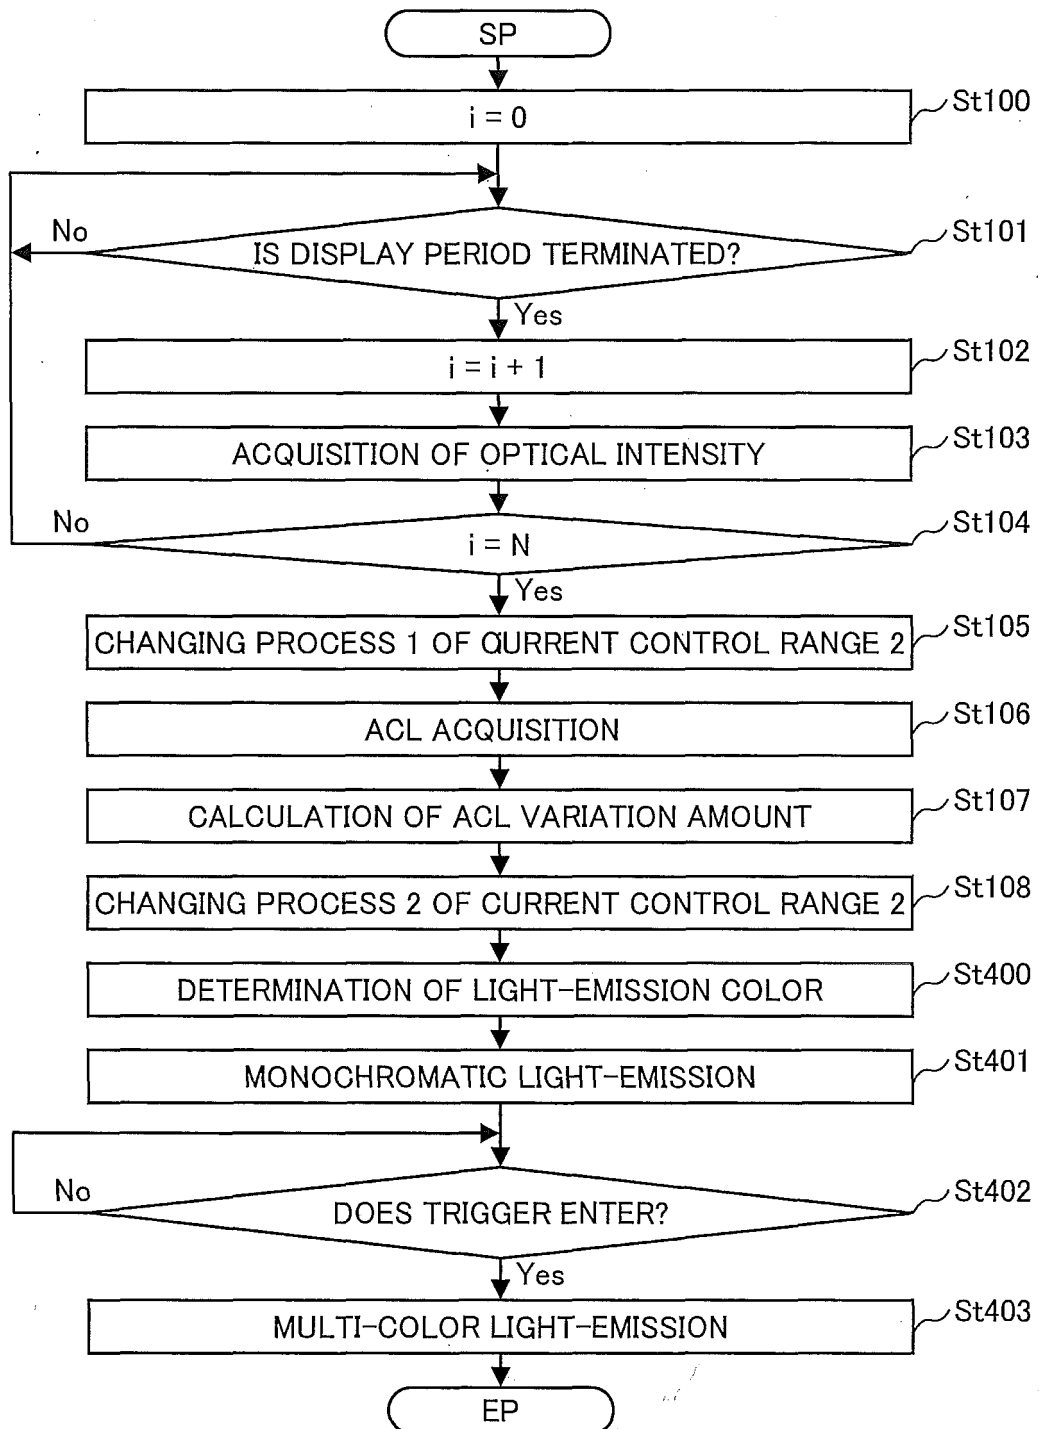 SP
i = 0
St100
No
IS DISPLAY PERIOD TERMINATED?
St101
Yes
i = i + 1
St102
ACQUISITION OF OPTICAL INTENSITY
St103
No
i = N
St104
Yes
CHANGING PROCESS 1 OF CURRENT CONTROL RANGE 2
St105
ACL ACQUISITION
St106
CALCULATION OF ACL VARIATION AMOUNT
St107
CHANGING PROCESS 2 OF CURRENT CONTROL RANGE 2
St108
DETERMINATION OF LIGHT-EMISSION COLOR
St400
MONOCHROMATIC LIGHT-EMISSION
St401
No
DOES TRIGGER ENTER?
St402
Yes
MULTI-COLOR LIGHT-EMISSION
St403
EP